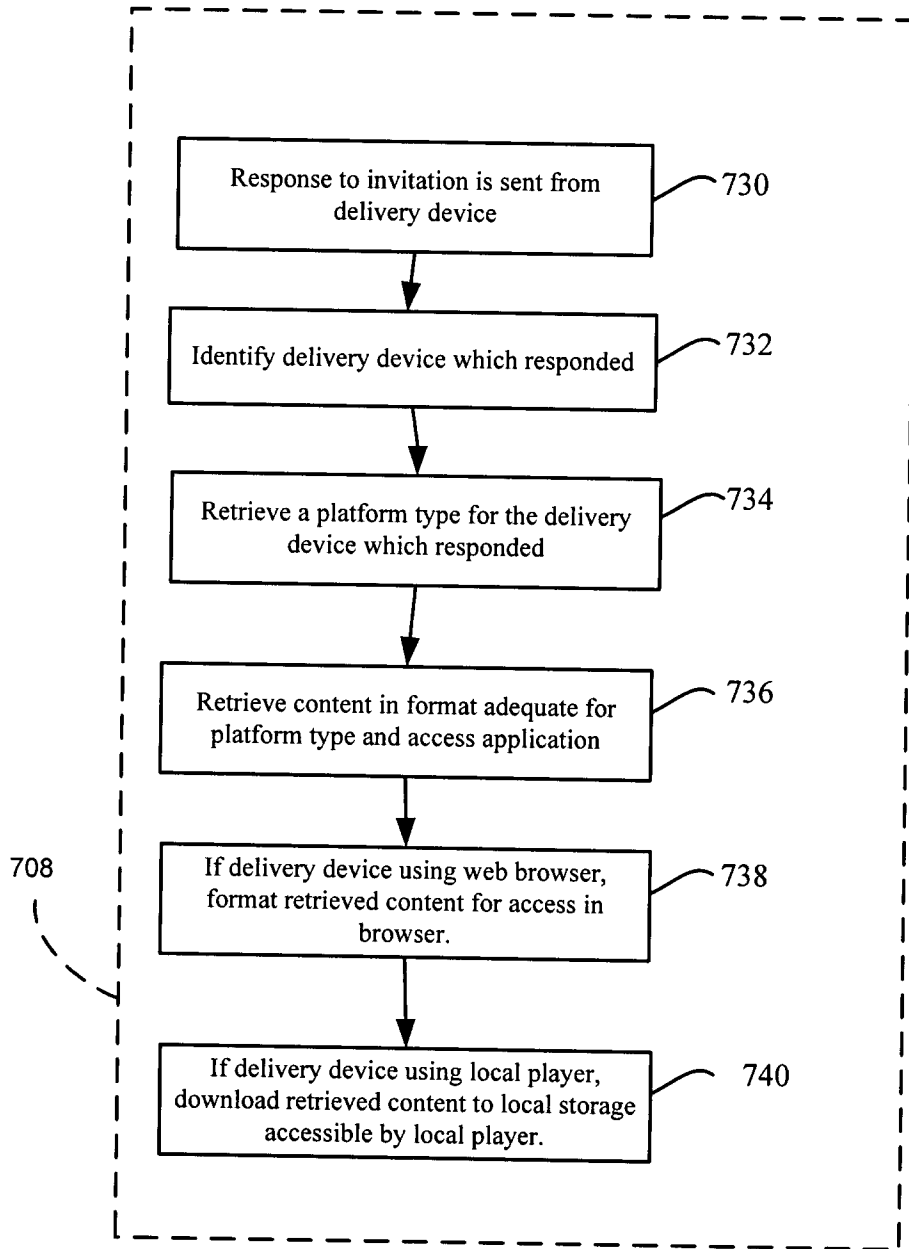 Response to invitation is sent from
delivery device
730
Identify delivery device which responded
732
Retrieve a platform type for the delivery
device which responded
734
Retrieve content in format adequate for
platform type and access application
736
If delivery device using web browser,
format retrieved content for access in
browser.
738
708
If delivery device using local player,
download retrieved content to local storage
accessible by local player.
740